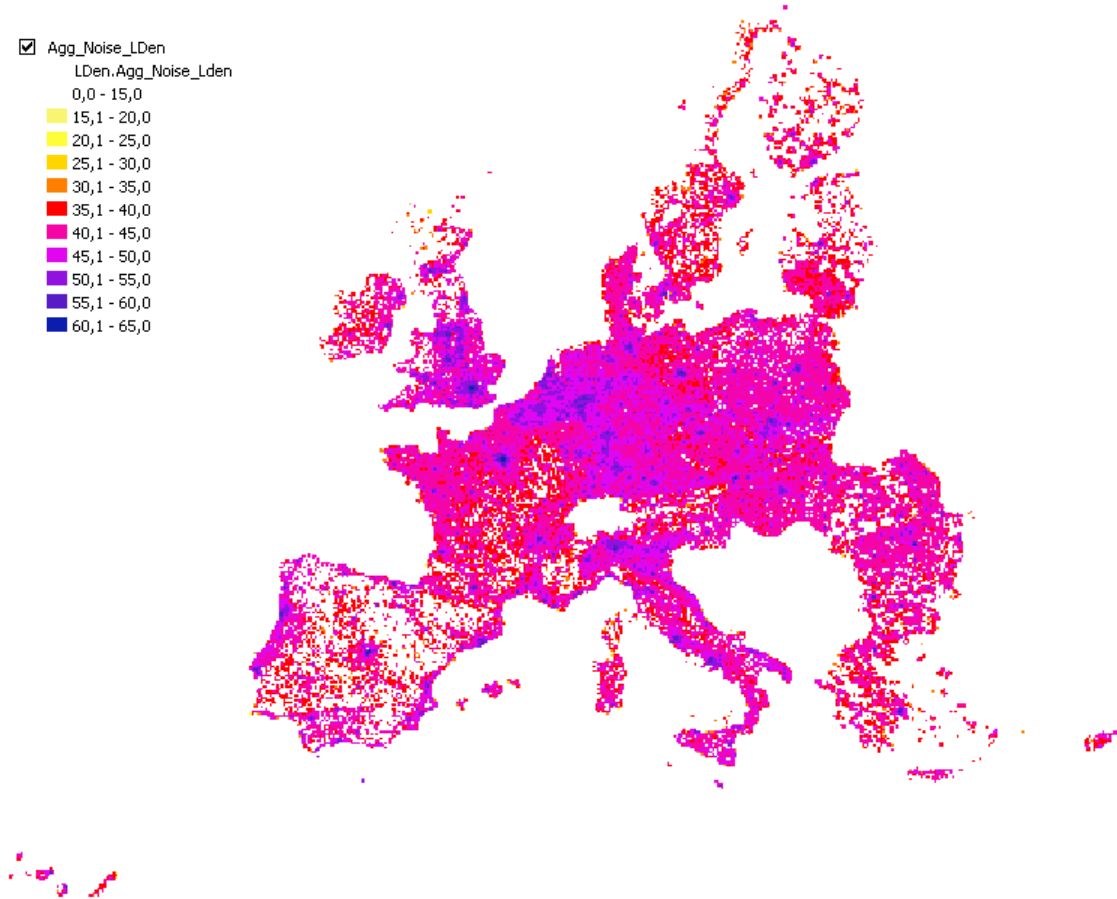 Agg_Noise_LDen
LDen.Agg_Noise_Lden
0,0 - 15,0
15,1 - 20,0
20,1 - 25,0
25,1 - 30,0
30,1 - 35,0
35,1 - 40,0
40,1 - 45,0
45,1 - 50,0
50,1 - 55,0
55,1 - 60,0
60,1 - 65,0